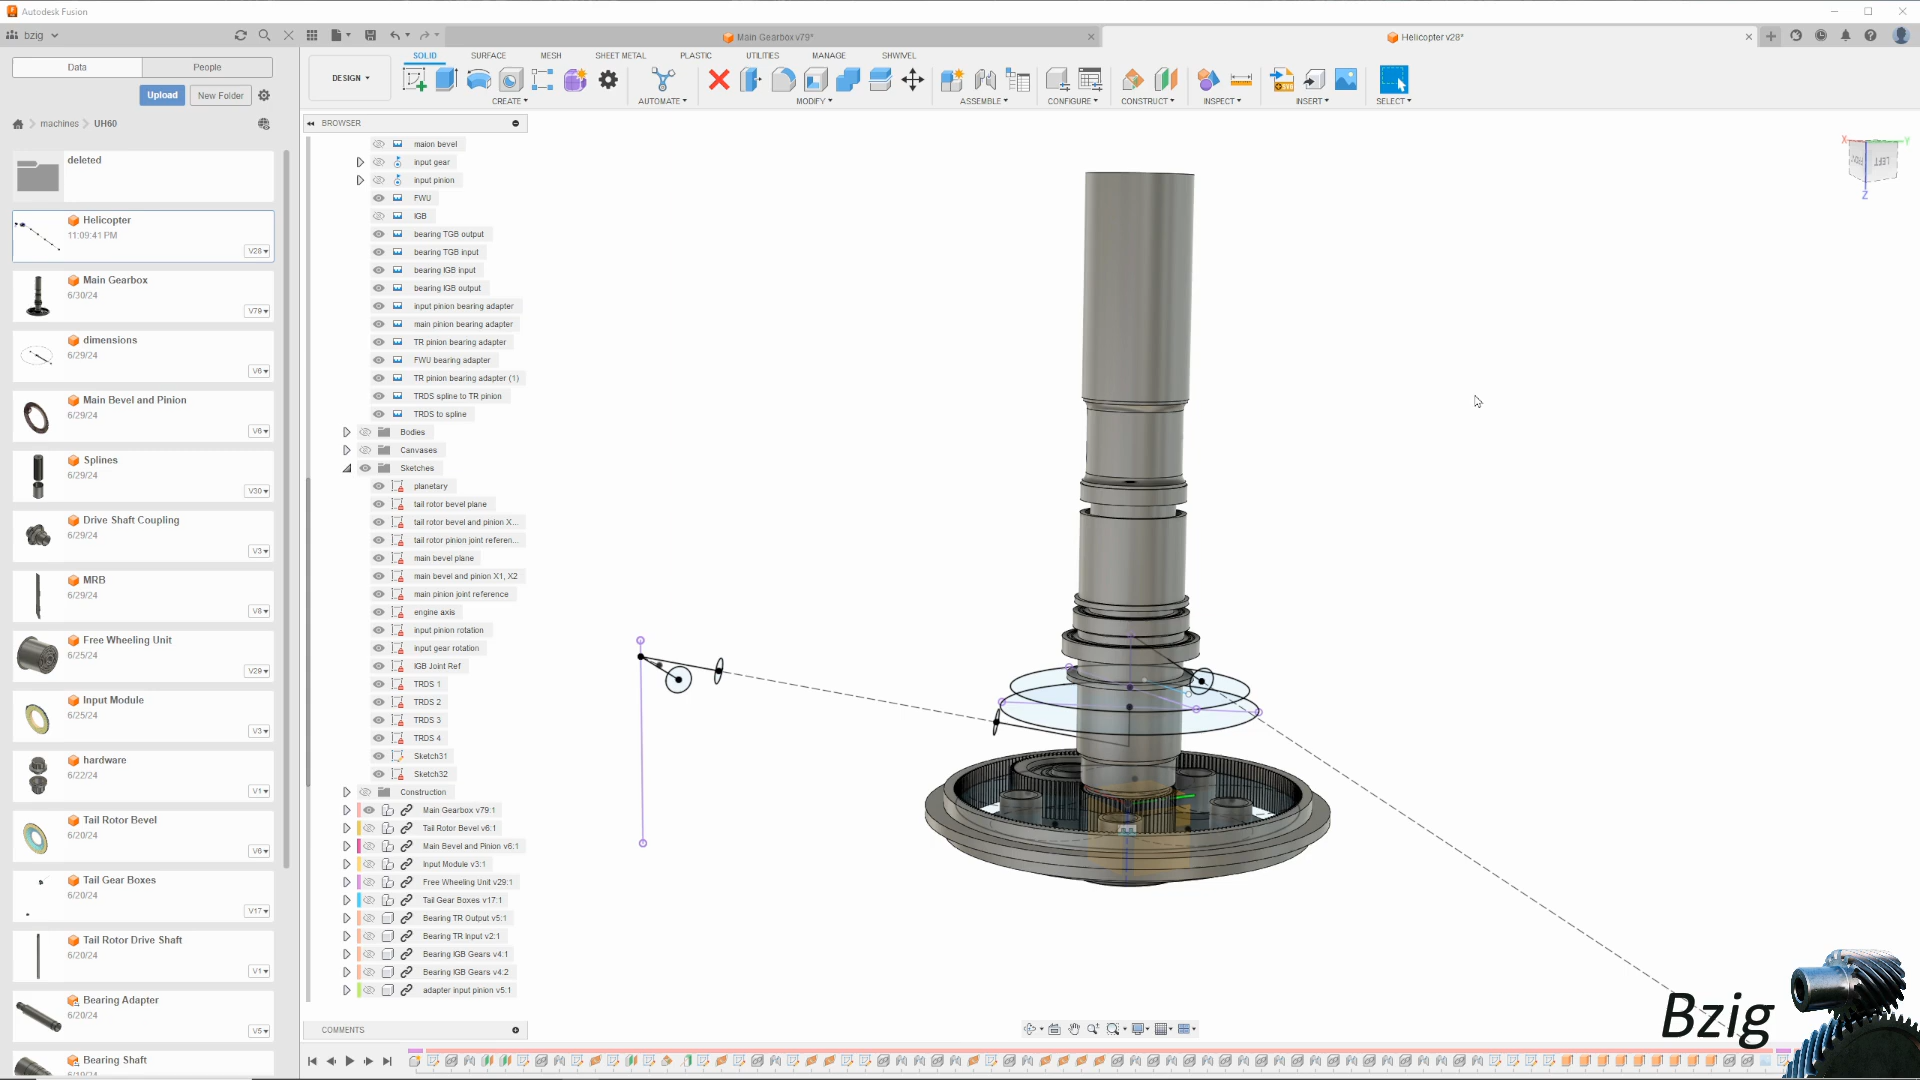 Autodesk Fusion
bzig
Main Gearbox v79*
Helicopter v28*
Data
People
Upload
New Folder
machines
UH60
deleted
Helicopter
11:09:41 PM
V28
Main Gearbox
6/30/24
V79
dimensions
6/29/24
V6
Main Bevel and Pinion
6/29/24
V6
Splines
6/29/24
V30
Drive Shaft Coupling
6/29/24
V3
MRB
6/29/24
V8
Free Wheeling Unit
6/25/24
V29
Input Module
6/25/24
V3
hardware
6/22/24
V1
Tail Rotor Bevel
6/20/24
V6
Tail Gear Boxes
6/20/24
V17
Tail Rotor Drive Shaft
6/20/24
V1
Bearing Adapter
6/20/24
V5
Bearing Shaft
DESIGN
SOLID
SURFACE
MESH
SHEET METAL
PLASTIC
UTILITIES
MANAGE
SHWIVEL
CREATE
AUTOMATE
MODIFY
ASSEMBLE
CONFIGURE
CONSTRUCT
INSPECT
INSERT
SELECT
BROWSER
maion bevel
input gear
input pinion
FWU
IGB
bearing TGB output
bearing TGB input
bearing IGB input
bearing IGB output
input pinion bearing adapter
main pinion bearing adapter
TR pinion bearing adapter
FWU bearing adapter
TR pinion bearing adapter (1)
TRDS spline to TR pinion
TRDS to spline
Bodies
Canvases
Sketches
planetary
tail rotor bevel plane
tail rotor bevel and pinion X...
tail rotor pinion joint referen...
main bevel plane
main bevel and pinion X1, X2
main pinion joint reference
engine axis
input pinion rotation
input gear rotation
IGB Joint Ref
TRDS 1
TRDS 2
TRDS 3
TRDS 4
Sketch31
Sketch32
Construction
Main Gearbox v79:1
Tail Rotor Bevel v6:1
Main Bevel and Pinion v6:1
Input Module v3:1
Free Wheeling Unit v29:1
Tail Gear Boxes v17:1
Bearing TR Output v5:1
Bearing TR Input v2:1
Bearing IGB Gears v4:1
Bearing IGB Gears v4:2
adapter input pinion v5:1
COMMENTS
X
Y
LEFT
Z
Bzig